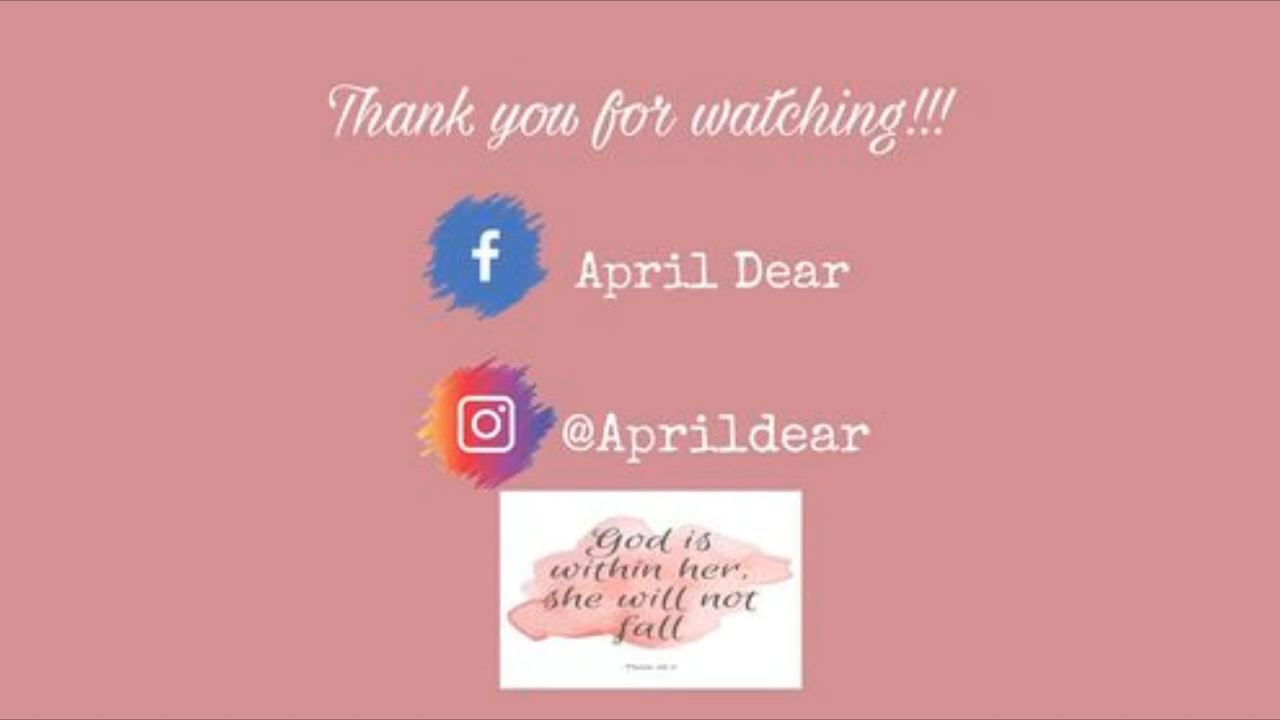 Thank you for watching!!!
f
April Dear
@Aprildear
God is
within her,
she will not
fall